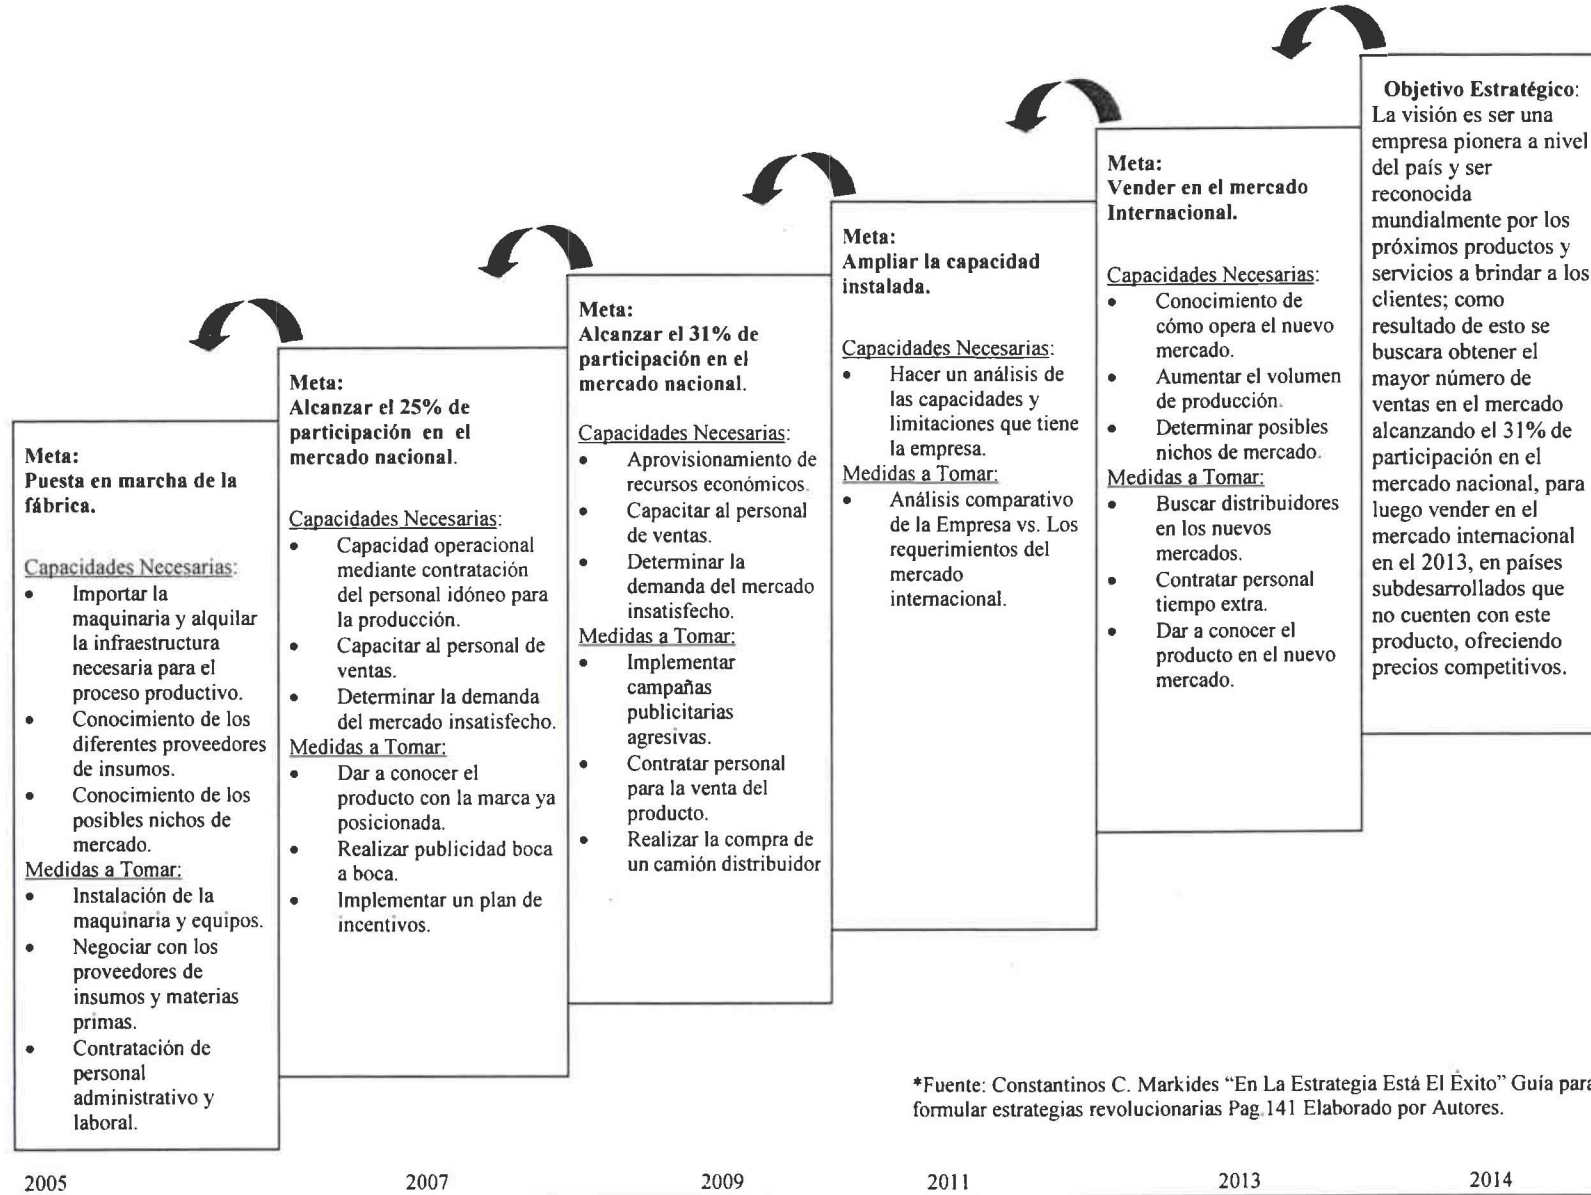 Meta:
Puesta en marcha de la
fábrica.
Capacidades Necesarias:
• Importar la
maquinaria y alquilar
la infraestructura
necesaria para el
proceso productivo.
• Conocimiento de los
diferentes proveedores
de insumos.
• Conocimiento de los
posibles nichos de
mercado.
Medidas a Tomar:
• Instalación de la
maquinaria y equipos.
• Negociar con los
proveedores de
insumos y materias
primas.
• Contratación de
personal
administrativo y
laboral.
Meta:
Alcanzar el 25% de
participación en el
mercado nacional.
Capacidades Necesarias:
• Capacidad operacional
mediante contratación
del personal idóneo para
la producción.
• Capacitar al personal de
ventas.
• Determinar la demanda
del mercado insatisfecho.
Medidas a Tomar:
• Dar a conocer el
producto con la marca ya
posicionada.
• Realizar publicidad boca
a boca.
• Implementar un plan de
incentivos.
Meta:
Alcanzar el 31% de
participación en el
mercado nacional.
Capacidades Necesarias:
• Aprovisionamiento de
recursos económicos.
• Capacitar al personal
de ventas.
• Determinar la
demanda del mercado
insatisfecho.
Medidas a Tomar:
• Implementar
campañas
publicitarias
agresivas.
• Contratar personal
para la venta del
producto.
• Realizar la compra de
un camión distribuidor
Meta:
Ampliar la capacidad
instalada.
Capacidades Necesarias:
• Hacer un análisis de
las capacidades y
limitaciones que tiene
la empresa.
Medidas a Tomar:
• Análisis comparativo
de la Empresa vs. Los
requerimientos del
mercado
internacional.
Meta:
Vender en el mercado
Internacional.
Capacidades Necesarias:
• Conocimiento de
cómo opera el nuevo
mercado.
• Aumentar el volumen
de producción.
• Determinar posibles
nichos de mercado.
Medidas a Tomar:
• Buscar distribuidores
en los nuevos
mercados.
• Contratar personal
tiempo extra.
• Dar a conocer el
producto en el nuevo
mercado.
Objetivo Estratégico:
La visión es ser una
empresa pionera a nivel
del país y ser
reconocida
mundialmente por los
próximos productos y
servicios a brindar a los
clientes; como
resultado de esto se
buscara obtener el
mayor número de
ventas en el mercado
alcanzando el 31% de
participación en el
mercado nacional, para
luego vender en el
mercado internacional
en el 2013, en países
subdesarrollados que
no cuenten con este
producto, ofreciendo
precios competitivos.
*Fuente: Constantinos C. Markides “En La Estrategia Está El Éxito” Guía para
formular estrategias revolucionarias Pag.141 Elaborado por Autores.
2005 2007 2009 2011 2013 2014